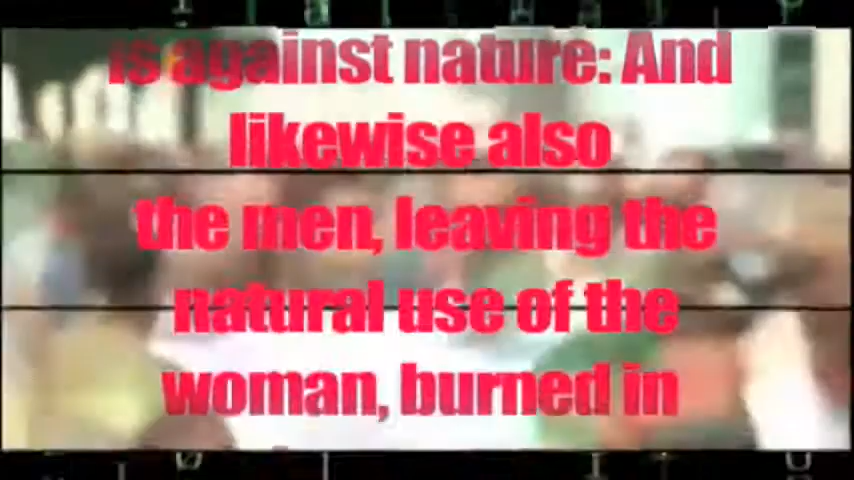 is against nature: And
likewise also
the men, leaving the
natural use of the
woman, burned in